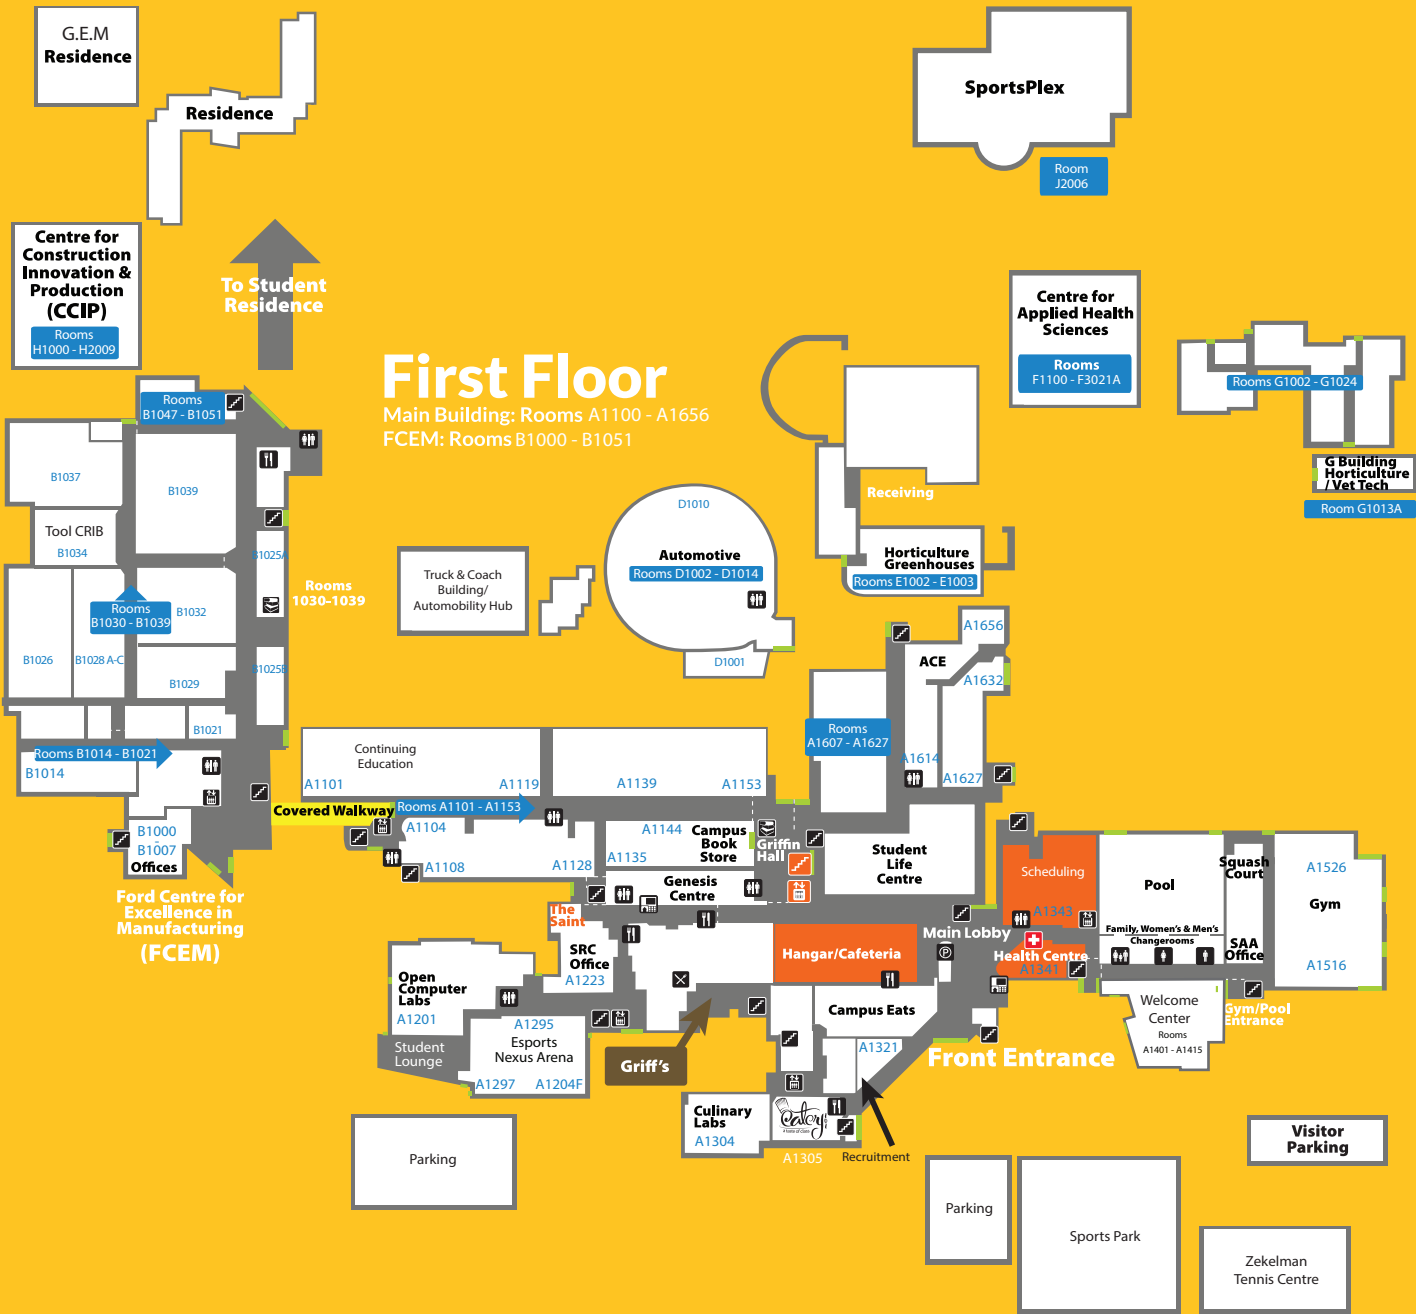 G.E.M
Residence
Residence
SportsPlex
Room
J2006
Centre for
Construction
Innovation &
Production
(CCIP)
Rooms
H1000 - H2009
To Student
Residence
Centre for
Applied Health
Sciences
Rooms
F1100 - F3021A
Rooms G1002 - G1024
G Building
Horticulture
/ Vet Tech
Room G1013A
First Floor
Main Building: Rooms A1100 - A1656
FCEM: Rooms B1000 - B1051
Rooms
B1047 - B1051
B1037
B1039
Tool CRIB
B1034
B1025A
Rooms
1030-1039
Rooms
B1030 - B1039
B1032
B1026
B1028 A-C
B1029
B1025B
B1021
Rooms B1014 - B1021
B1014
B1000
-
B1007
Offices
Ford Centre for
Excellence in
Manufacturing
(FCEM)
Receiving
D1010
Automotive
Rooms D1002 - D1014
D1001
Truck & Coach
Building/
Automobility Hub
Horticulture
Greenhouses
Rooms E1002 - E1003
A1656
ACE
A1632
Rooms
A1607 - A1627
A1614
A1627
Continuing
Education
A1101
A1119
A1139
A1153
Covered Walkway
Rooms A1101 - A1153
A1104
A1108
A1128
A1144
A1135
Campus
Book
Store
Griffin
Hall
Genesis
Centre
Student
Life
Centre
The
Saint
SRC
Office
A1223
Open
Computer
Labs
A1201
Student
Lounge
A1295
Esports
Nexus Arena
A1297
A1204F
Griff's
Hangar/Cafeteria
Main Lobby
Campus Eats
A1321
Scheduling
A1343
Health Centre
A1341
Pool
Family, Women's & Men's
Changerooms
Squash
Court
SAA
Office
A1526
Gym
A1516
Gym/Pool
Entrance
Welcome
Center
Rooms
A1401 - A1415
Front Entrance
Culinary
Labs
A1304
eatery
A1305
Recruitment
Parking
Parking
Sports Park
Visitor
Parking
Zekelman
Tennis Centre